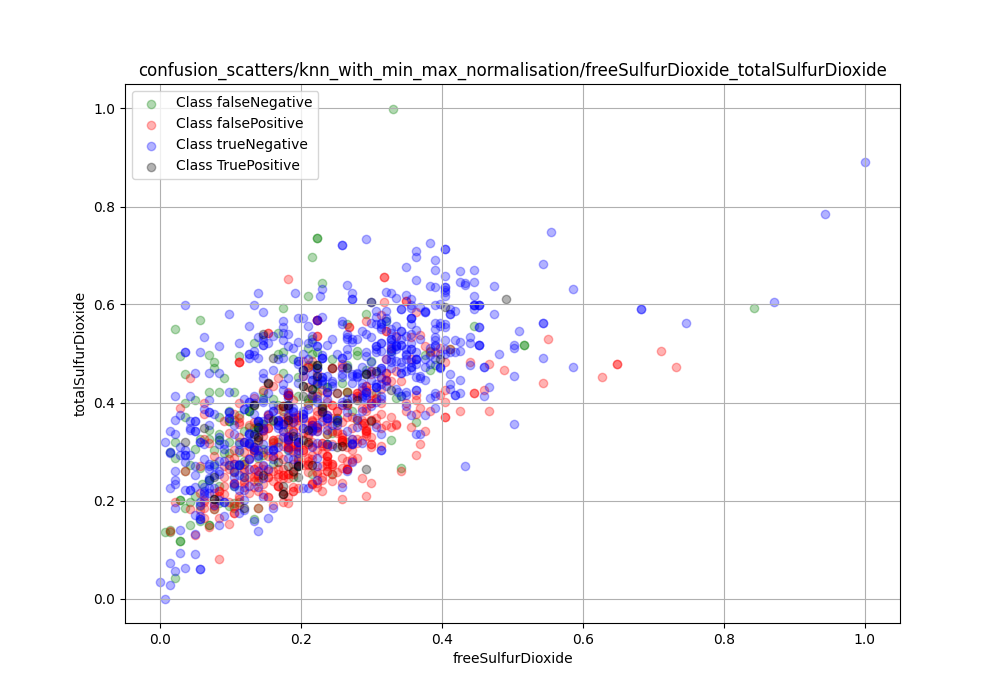 confusion_scatters/knn_with_min_max_normalisation/freeSulfurDioxide_totalSulfurDioxide
Class falseNegative
Class falsePositive
Class trueNegative
Class TruePositive
1.0
0.8
0.6
0.4
0.2
0.0
totalSulfurDioxide
0.0 0.2 0.4 0.6 0.8 1.0
freeSulfurDioxide